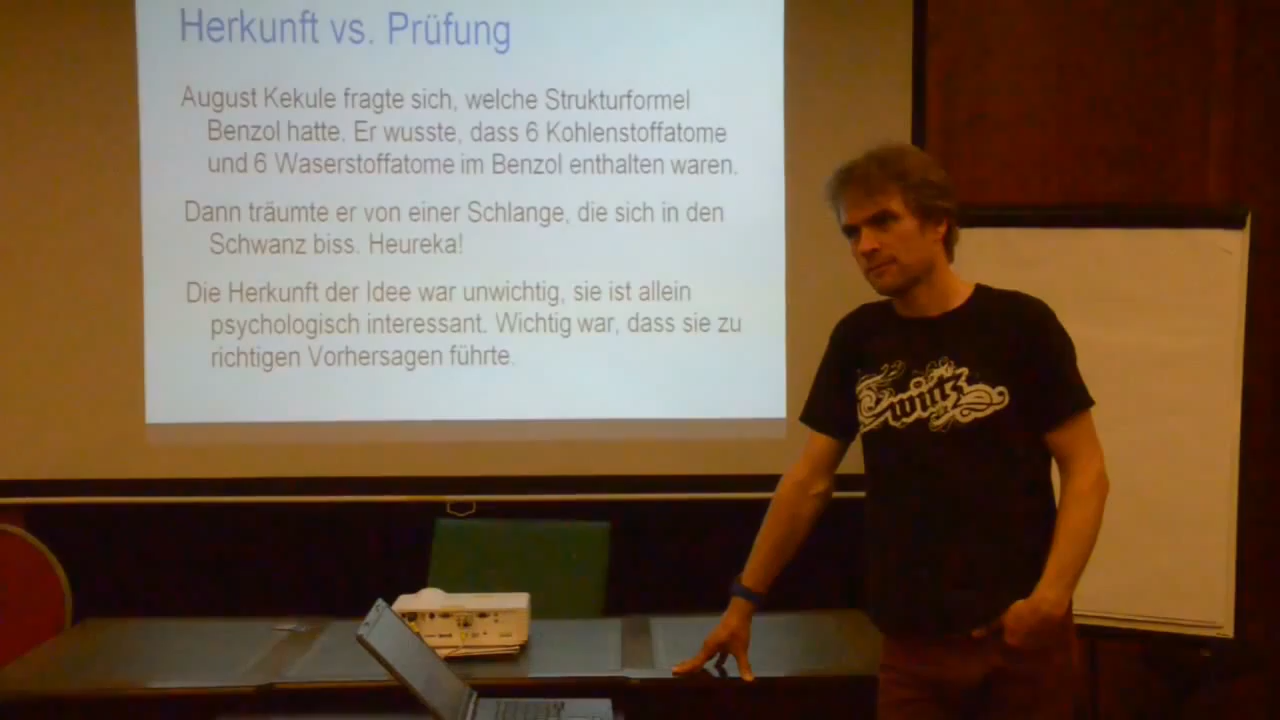 Herkunft vs. Prüfung
August Kekule fragte sich, welche Strukturformel
Benzol hatte. Er wusste, dass 6 Kohlenstoffatome
und 6 Waserstoffatome im Benzol enthalten waren.
Dann träumte er von einer Schlange, die sich in den
Schwanz biss. Heureka!
Die Herkunft der Idee war unwichtig, sie ist allein
psychologisch interessant. Wichtig war, dass sie zu
richtigen Vorhersagen führte.